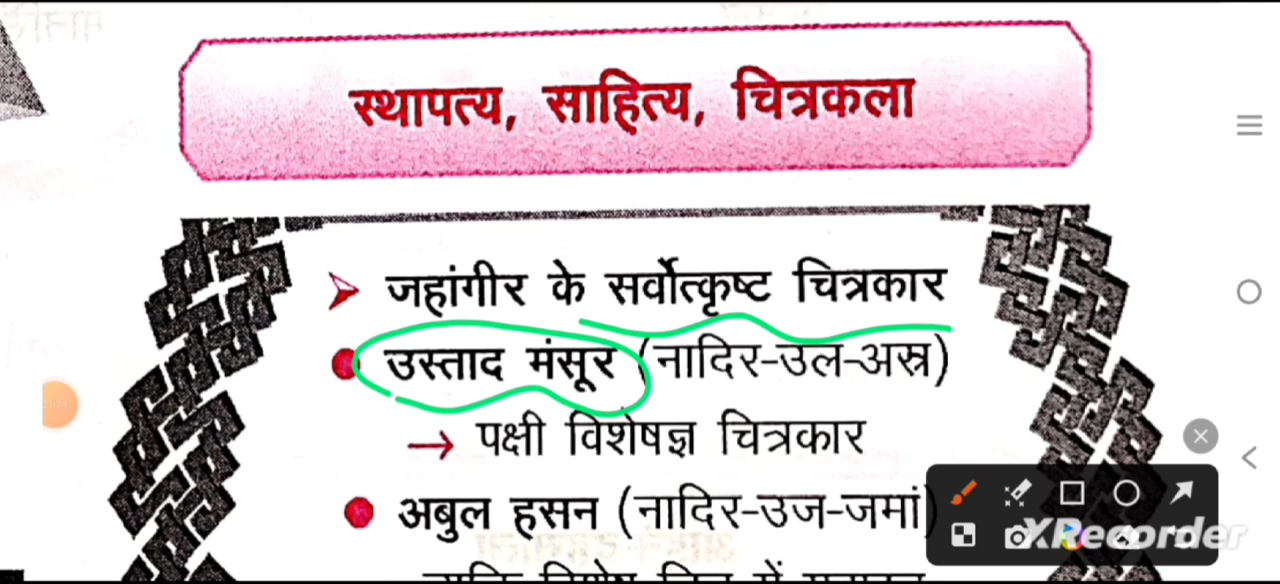 स्थापत्य, साहित्य, चित्रकला
जहांगीर के सर्वोत्कृष्ट चित्रकार
उस्ताद मंसूर (नादिर-उल-अस्र)
→ पक्षी विशेषज्ञ चित्रकार
अबुल हसन (नादिर-उज-जमां)
XRecorder